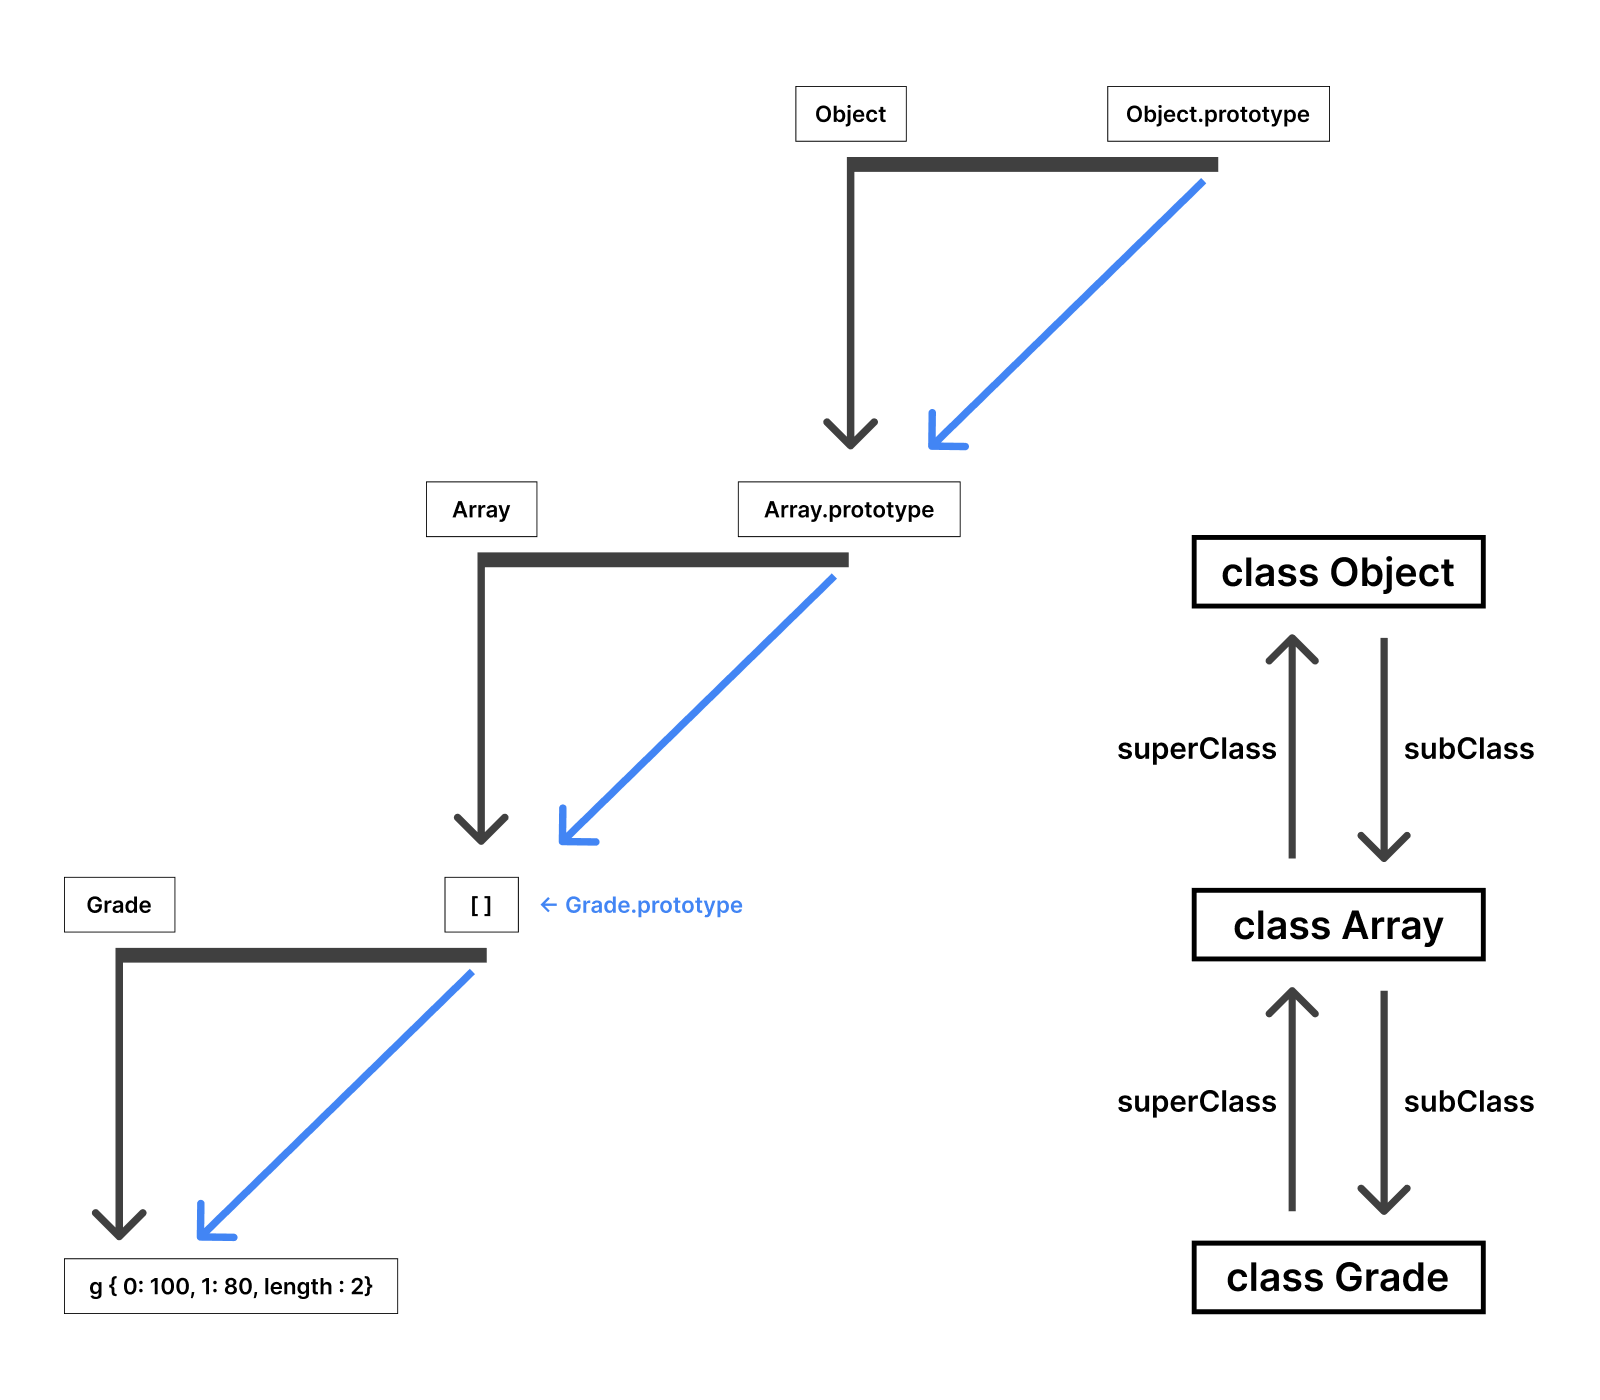 Object
Object.prototype
Array
Array.prototype
Grade
[ ]
← Grade.prototype
g { 0: 100, 1: 80, length : 2}
class Object
superClass
subClass
class Array
superClass
subClass
class Grade